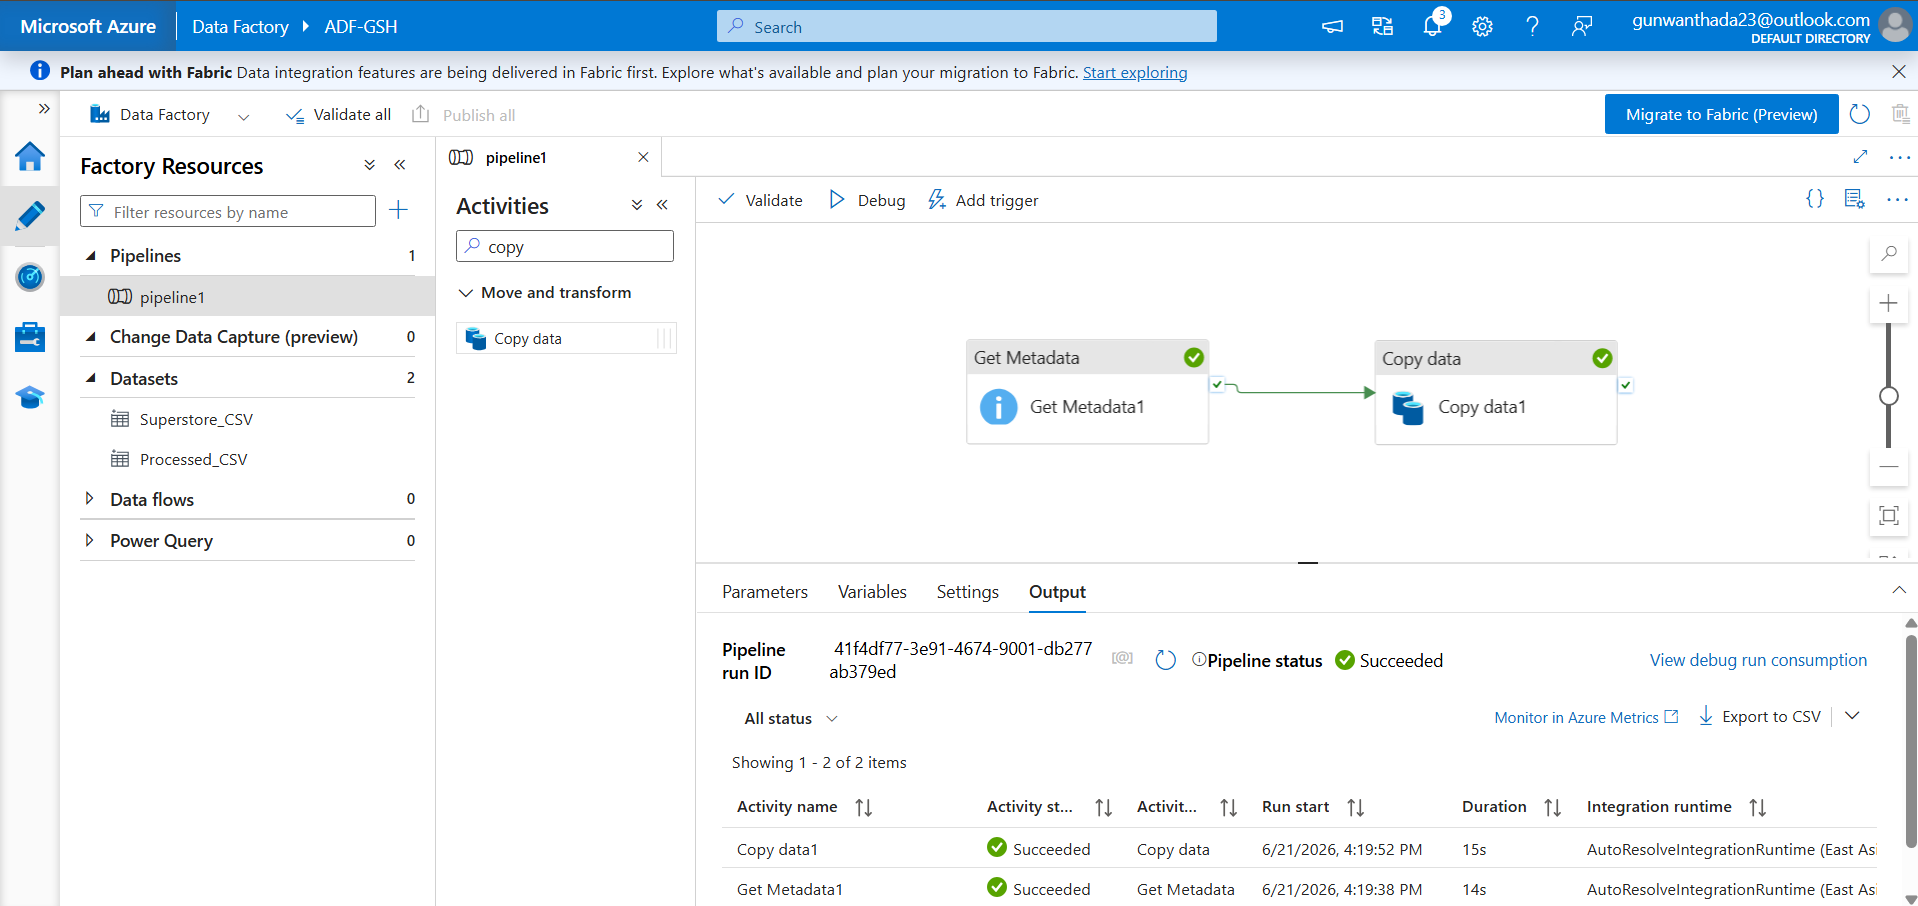 Microsoft Azure
Data Factory
ADF-GSH
Search
3
gunwanthada23@outlook.com
DEFAULT DIRECTORY
Plan ahead with Fabric Data integration features are being delivered in Fabric first. Explore what's available and plan your migration to Fabric. Start exploring
Data Factory
Validate all
Publish all
Migrate to Fabric (Preview)
Factory Resources
Filter resources by name
Pipelines 1
pipeline1
Change Data Capture (preview) 0
Datasets 2
Superstore_CSV
Processed_CSV
Data flows 0
Power Query 0
pipeline1
Activities
copy
Move and transform
Copy data
Validate
Debug
Add trigger
{}
Get Metadata
Get Metadata1
Copy data
Copy data1
Parameters Variables Settings Output
Pipeline run ID
41f4df77-3e91-4674-9001-db277
ab379ed
[@]
Pipeline status Succeeded
View debug run consumption
All status
Monitor in Azure Metrics
Export to CSV
Showing 1 - 2 of 2 items
Activity name Activity st... Activit... Run start Duration Integration runtime
Copy data1 Succeeded Copy data 6/21/2026, 4:19:52 PM 15s AutoResolveIntegrationRuntime (East Asi
Get Metadata1 Succeeded Get Metadata 6/21/2026, 4:19:38 PM 14s AutoResolveIntegrationRuntime (East Asi